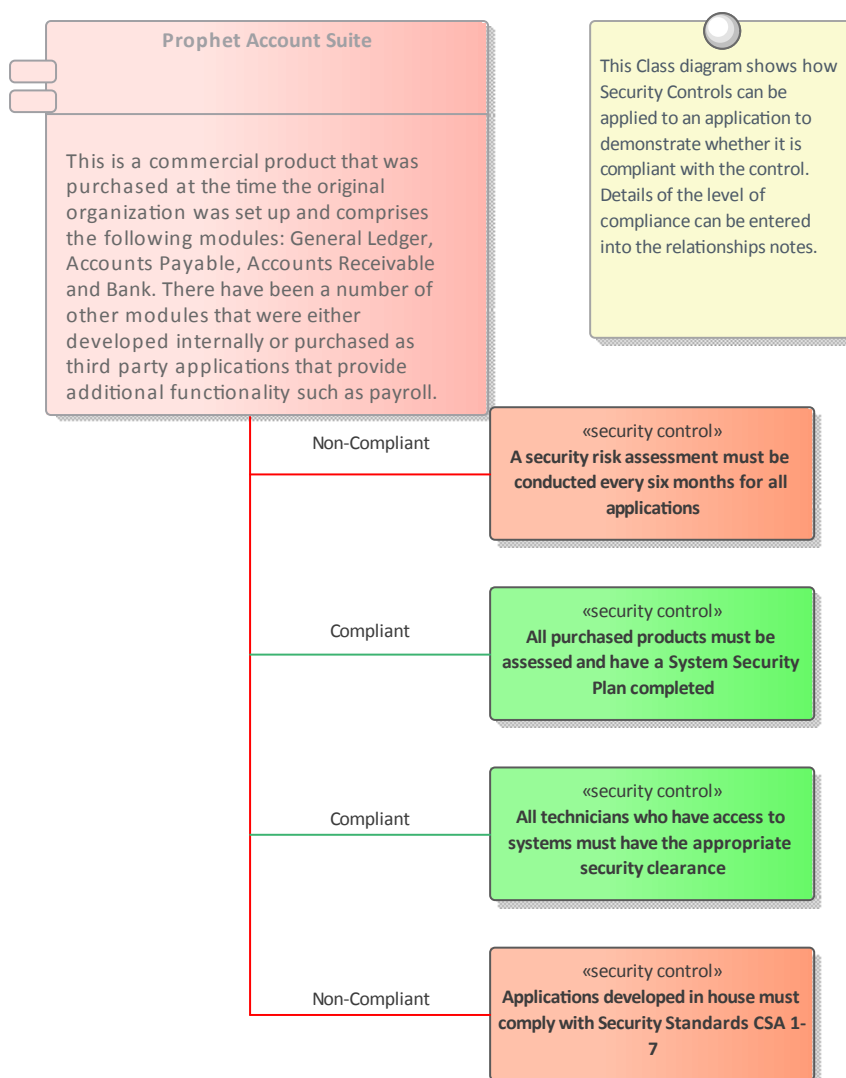 Prophet Account Suite
This is a commercial product that was
purchased at the time the original
organization was set up and comprises
the following modules: General Ledger,
Accounts Payable, Accounts Receivable
and Bank. There have been a number of
other modules that were either
developed internally or purchased as
third party applications that provide
additional functionality such as payroll.
This Class diagram shows how
Security Controls can be
applied to an application to
demonstrate whether it is
compliant with the control.
Details of the level of
compliance can be entered
into the relationships notes.
Non-Compliant
«security control»
A security risk assessment must be
conducted every six months for all
applications
Compliant
«security control»
All purchased products must be
assessed and have a System Security
Plan completed
Compliant
«security control»
All technicians who have access to
systems must have the appropriate
security clearance
Non-Compliant
«security control»
Applications developed in house must
comply with Security Standards CSA 1-
7